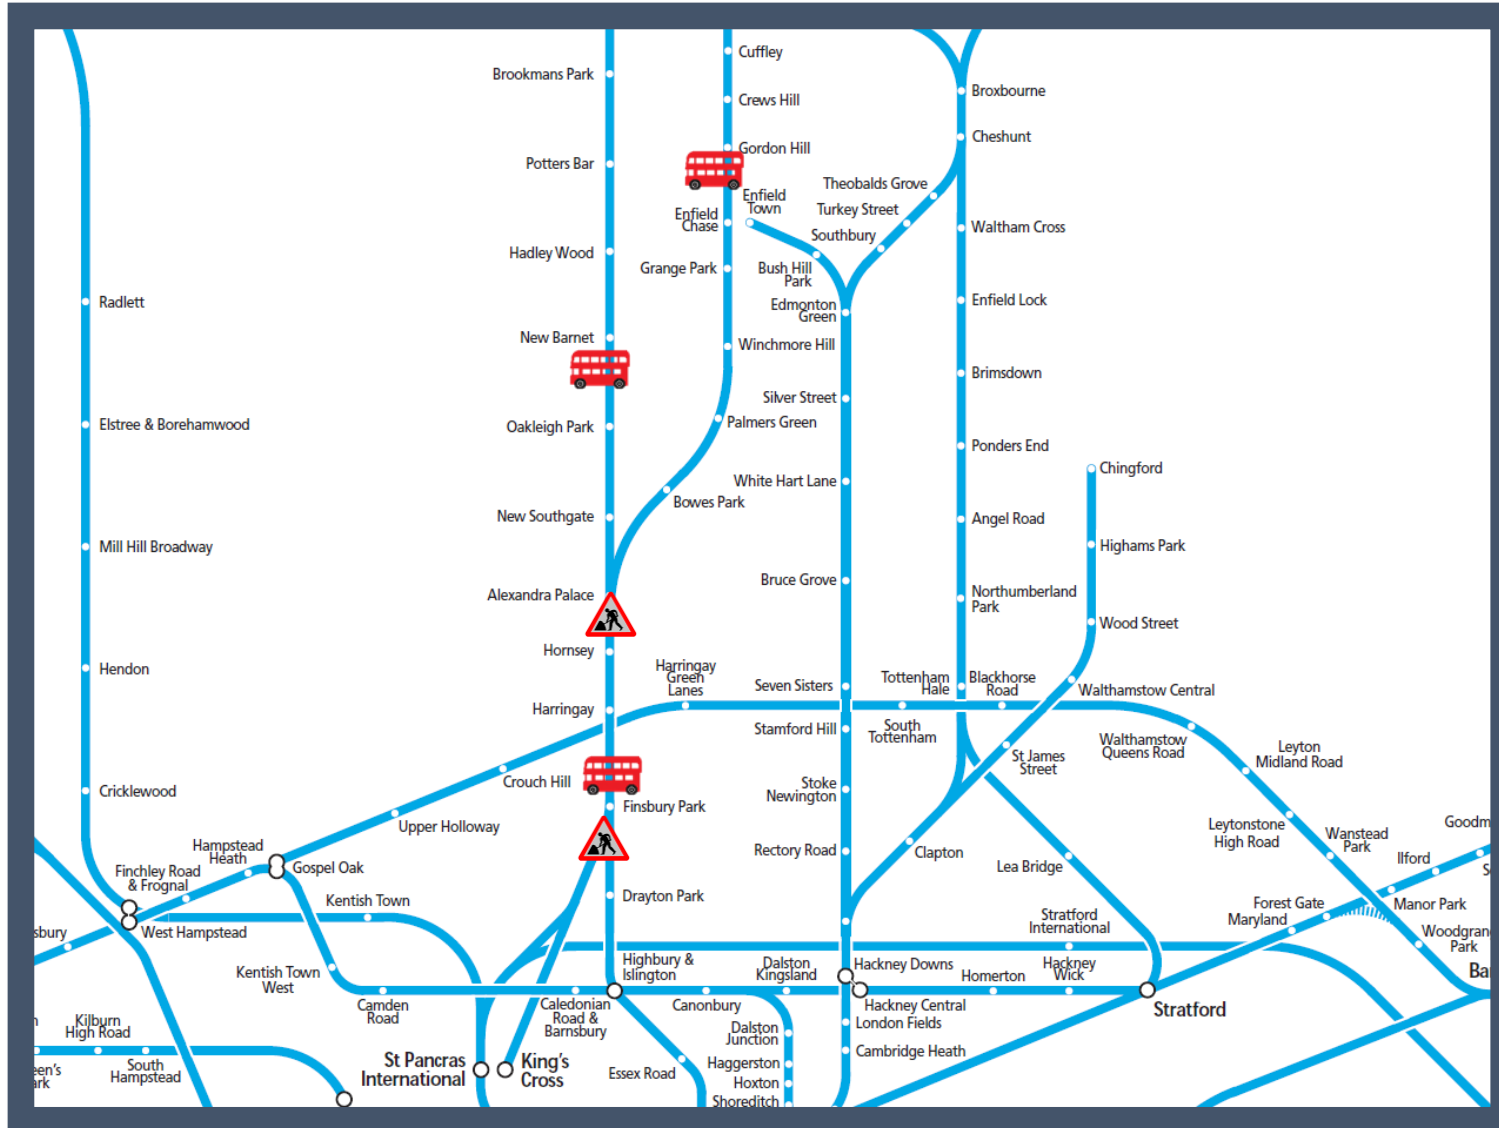 Cuffley
Brookmans Park
Broxbourne
Crews Hill
Cheshunt
Gordon Hill
Potters Bar
Theobalds Grove
Enfield
Town
Turkey Street
Enfield
Chase
Waltham Cross
Southbury
Hadley Wood
Grange Park
Bush Hill
Park
Radlett
Enfield Lock
Edmonton
Green
New Barnet
Winchmore Hill
Brimsdown
Silver Street
Elstree & Borehamwood
Oakleigh Park
Palmers Green
Ponders End
Chingford
White Hart Lane
Bowes Park
New Southgate
Angel Road
Mill Hill Broadway
Highams Park
Bruce Grove
Alexandra Palace
Northumberland
Park
Wood Street
Hornsey
Hendon
Harringay
Green
Lanes
Seven Sisters
Tottenham
Hale
Blackhorse
Road
Walthamstow Central
Harringay
Stamford Hill
South
Tottenham
Walthamstow
Queens Road
Leyton
Midland Road
St James
Street
Crouch Hill
Cricklewood
Stoke
Newington
Finsbury Park
Upper Holloway
Leytonstone
High Road
Wanstead
Park
Goodm
Hampstead
Heath
Gospel Oak
Rectory Road
Clapton
Lea Bridge
Ilford
S
Finchley Road
& Frognal
Kentish Town
Drayton Park
Forest Gate
Manor Park
Maryland
Stratford
International
sbury
West Hampstead
Woodgran
Park
Highbury &
Islington
Dalston
Kingsland
Hackney Downs
Hackney
Wick
Homerton
Kentish Town
West
Ba
Camden
Road
Caledonian
Road &
Barnsbury
Canonbury
Hackney Central
Stratford
London Fields
n
Kilburn
High Road
Dalston
Junction
Cambridge Heath
South
Hampstead
St Pancras
International
King's
Cross
Essex Road
Haggerston
een's
ark
Hoxton
Shoreditch